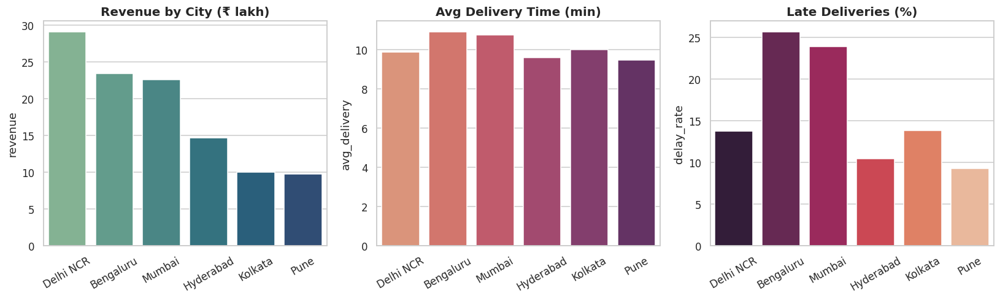 Revenue by City (₹ lakh)
revenue
30
25
20
15
10
5
0
Delhi NCR
Bengaluru
Mumbai
Hyderabad
Kolkata
Pune
Avg Delivery Time (min)
avg_delivery
10
8
6
4
2
0
Delhi NCR
Bengaluru
Mumbai
Hyderabad
Kolkata
Pune
Late Deliveries (%)
delay_rate
25
20
15
10
5
0
Delhi NCR
Bengaluru
Mumbai
Hyderabad
Kolkata
Pune